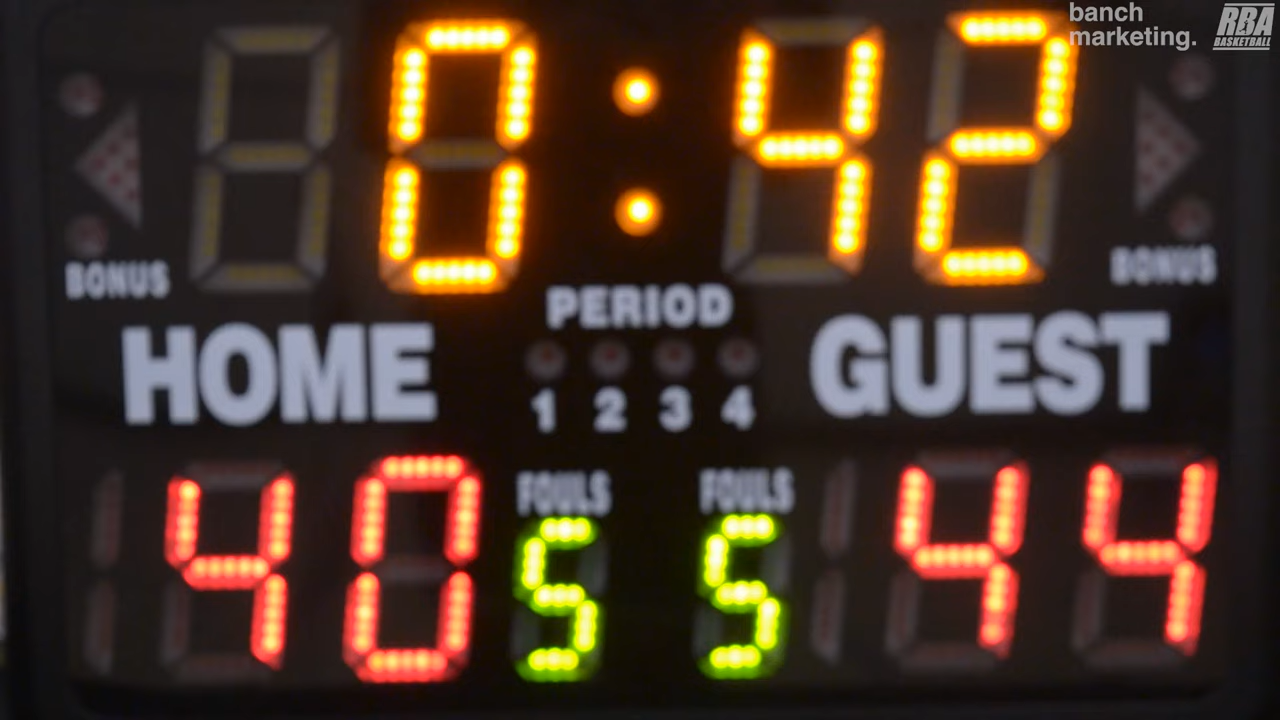 banch
marketing.
RBA
BASKETBALL
0:42
BONUS
BONUS
PERIOD
HOME
GUEST
1 2 3 4
FOULS
FOULS
40
5
5
44